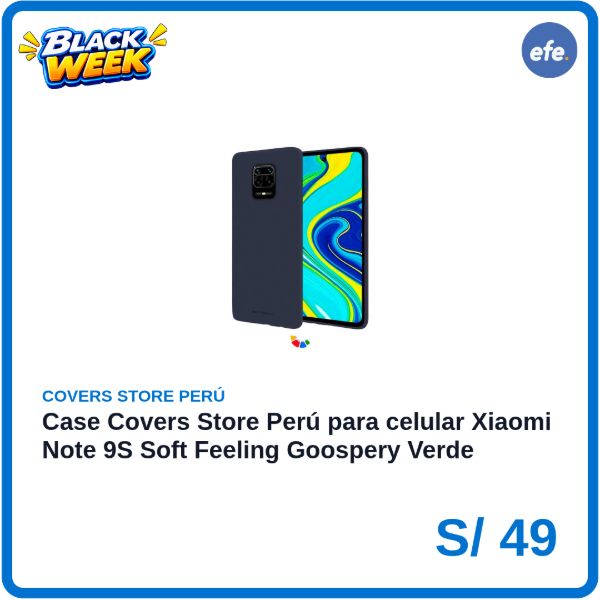 BLACK
WEEK
efe.
COVERS STORE PERÚ
Case Covers Store Perú para celular Xiaomi
Note 9S Soft Feeling Goospery Verde
S/ 49